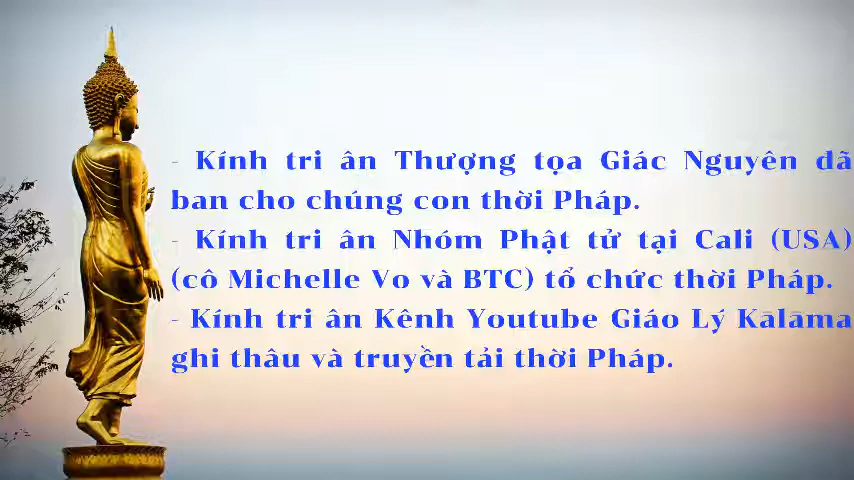 - Kính tri ân Thượng tọa Giác Nguyên đã
ban cho chúng con thời Pháp.
- Kính tri ân Nhóm Phật tử tại Cali (USA)
(cô Michelle Vo và BTC) tổ chức thời Pháp.
- Kính tri ân Kênh Youtube Giáo Lý Kālāma
ghi thâu và truyền tải thời Pháp.